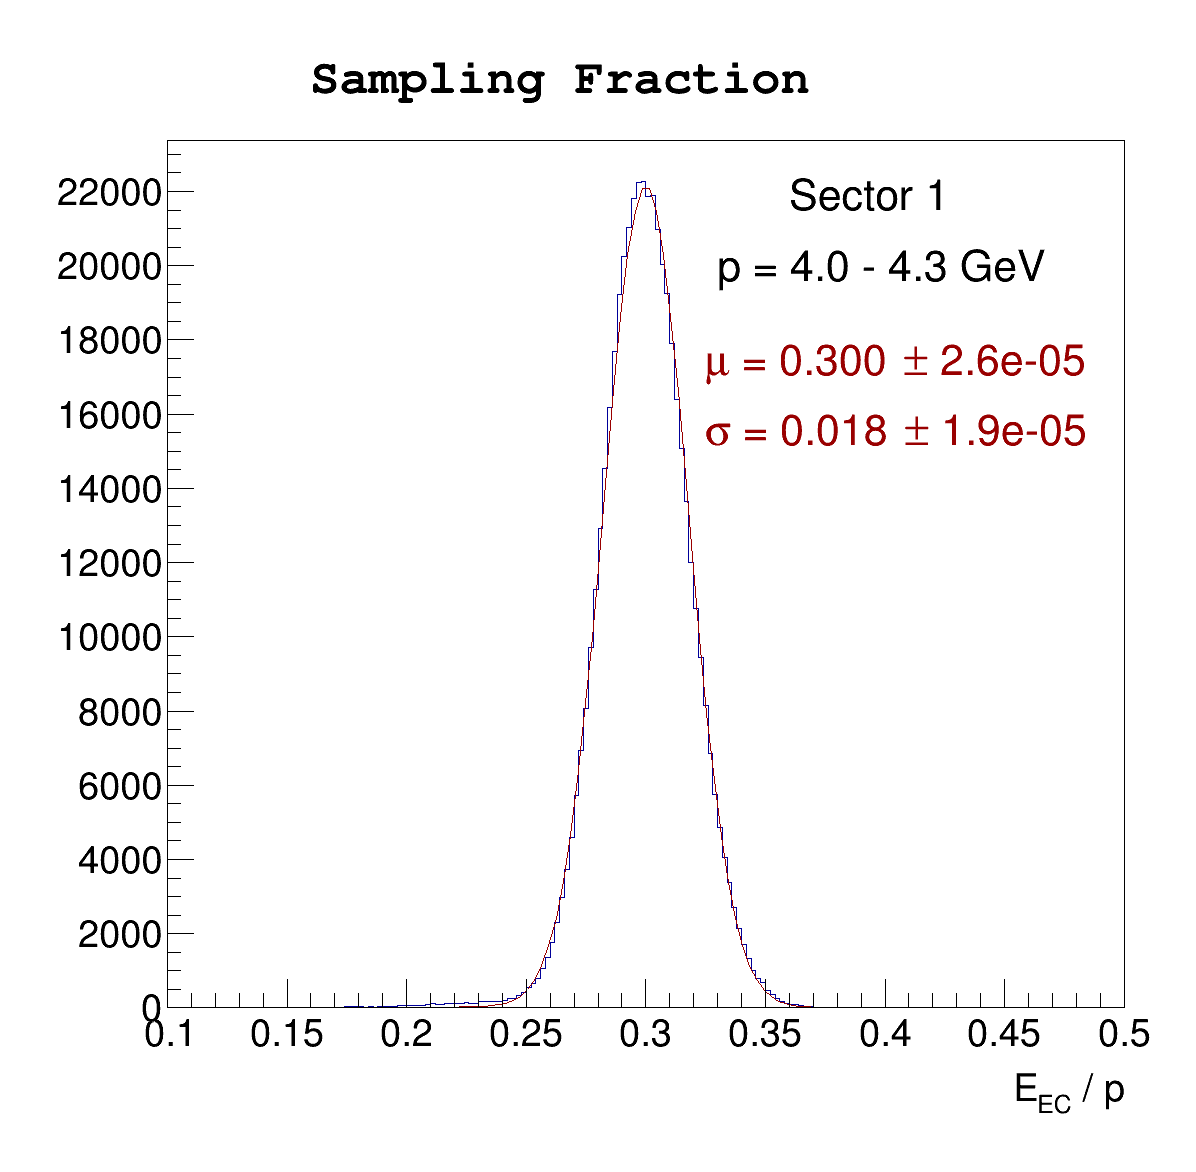 Sampling Fraction
Sector 1
p = 4.0 - 4.3 GeV
μ = 0.300 ± 2.6e-05
σ = 0.018 ± 1.9e-05
22000
20000
18000
16000
14000
12000
10000
8000
6000
4000
2000
0
0.1 0.15 0.2 0.25 0.3 0.35 0.4 0.45 0.5
E_EC / p